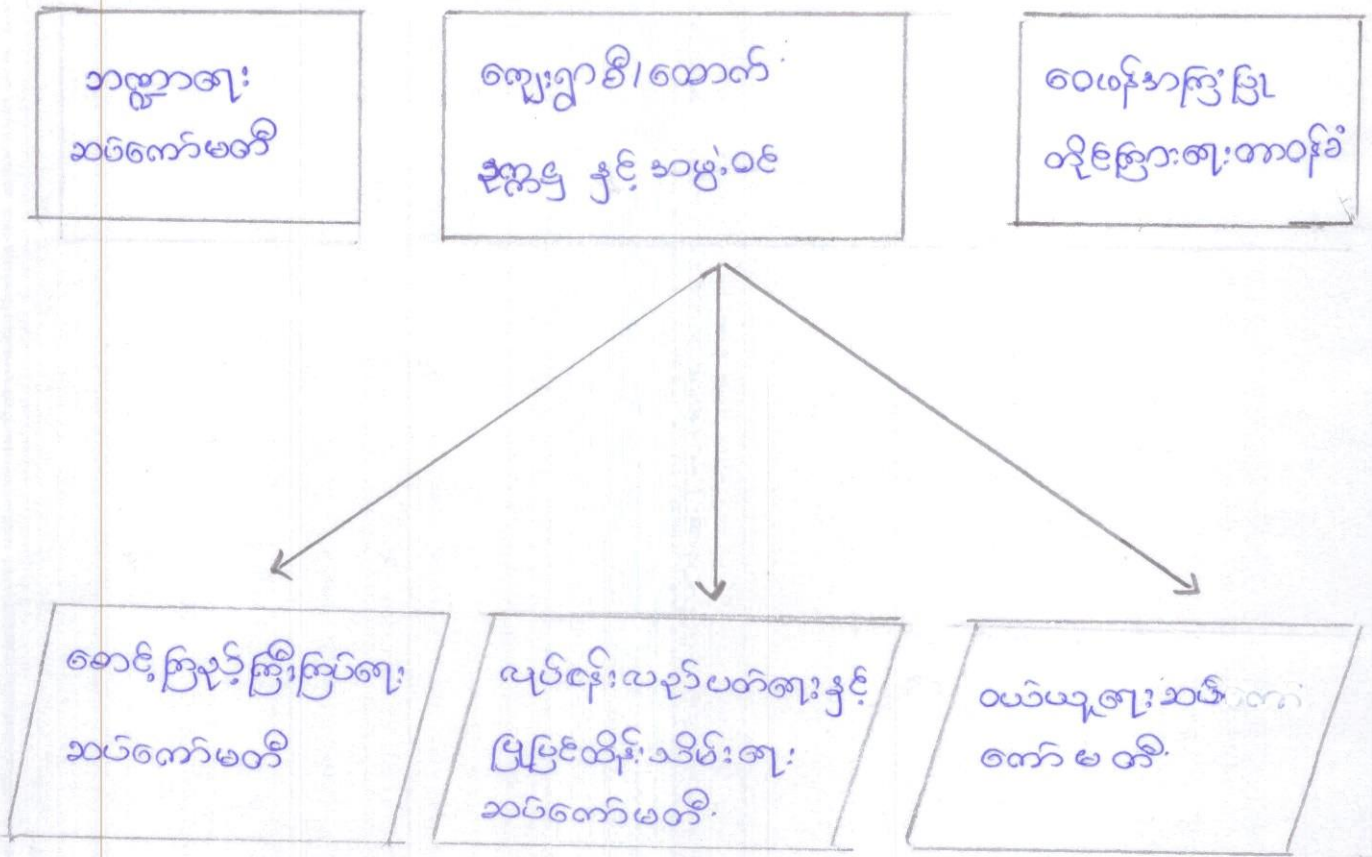 ဘဏ္ဍာရေး
ဆပ်ကော်မတီ
ကျေးရွာစီ/ထောက်
ဥက္ကဋ္ဌ နှင့် အဖွဲ့ဝင်
ဝေဖန်အကြံပြု
တိုင်ကြားရေးတာဝန်ခံ
စောင့်ကြည့်ကြီးကြပ်ရေး
ဆပ်ကော်မတီ
လုပ်ငန်းလည်ပတ်ရေးနှင့်
ပြုပြင်ထိန်းသိမ်းရေး
ဆပ်ကော်မတီ
ဝယ်ယူရေးဆပ်
ကော်မတီ